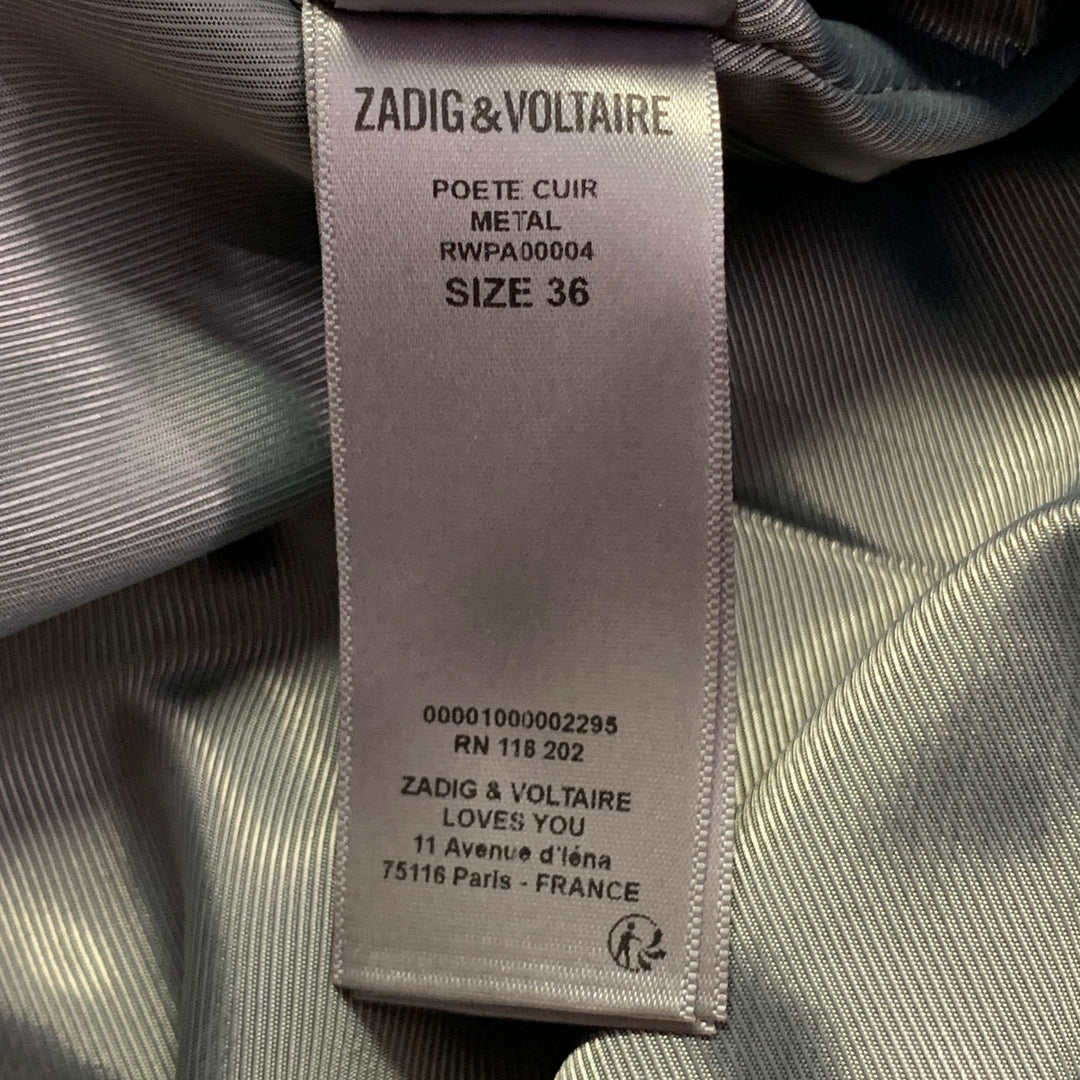 ZADIG&VOLTAIRE
POETE CUIR
METAL
RWPA00004
SIZE 36
00001000002295
RN 118 202
ZADIG & VOLTAIRE
LOVES YOU
11 Avenue d'Iéna
75116 Paris - FRANCE